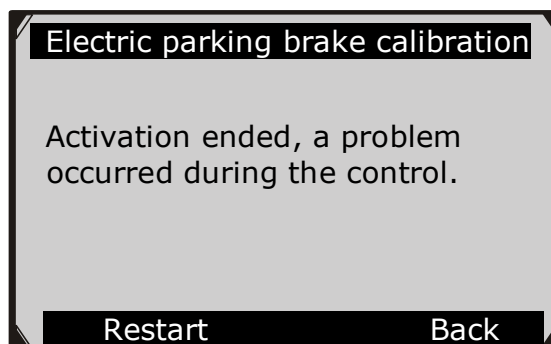 Electric parking brake calibration
Activation ended, a problem
occurred during the control.
Restart Back